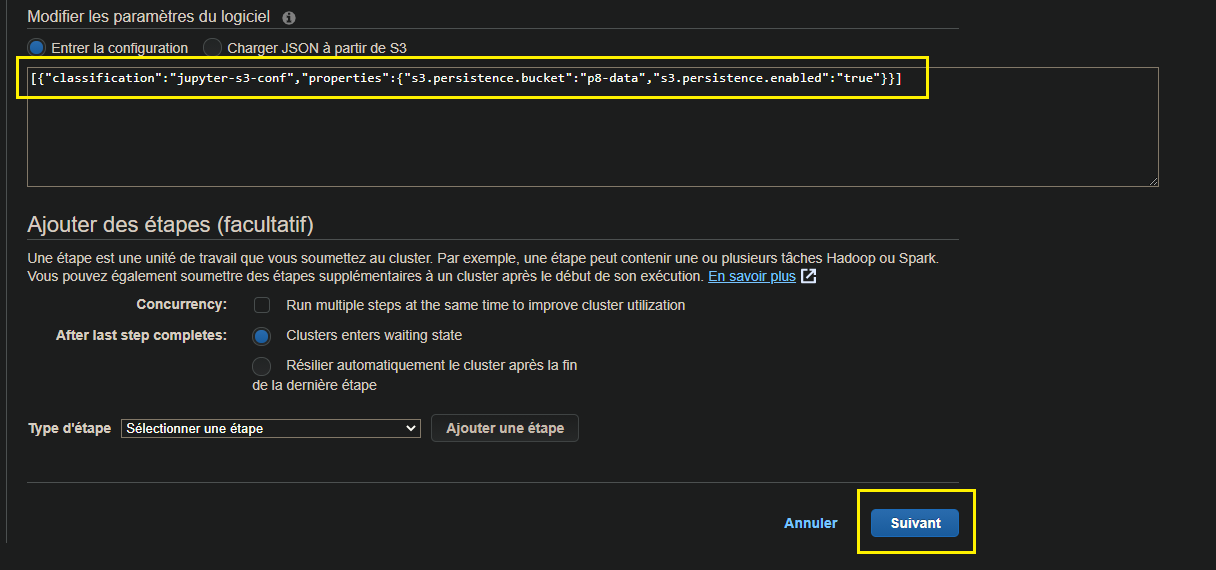 Modifier les paramètres du logiciel
Entrer la configuration Charger JSON à partir de S3
[{"classification":"jupyter-s3-conf","properties":{"s3.persistence.bucket":"p8-data","s3.persistence.enabled":"true"}}]
Ajouter des étapes (facultatif)
Une étape est une unité de travail que vous soumettez au cluster. Par exemple, une étape peut contenir une ou plusieurs tâches Hadoop ou Spark.
Vous pouvez également soumettre des étapes supplémentaires à un cluster après le début de son exécution. En savoir plus
Concurrency: Run multiple steps at the same time to improve cluster utilization
After last step completes: Clusters enters waiting state
Résilier automatiquement le cluster après la fin
de la dernière étape
Type d'étape Sélectionner une étape Ajouter une étape
Annuler Suivant